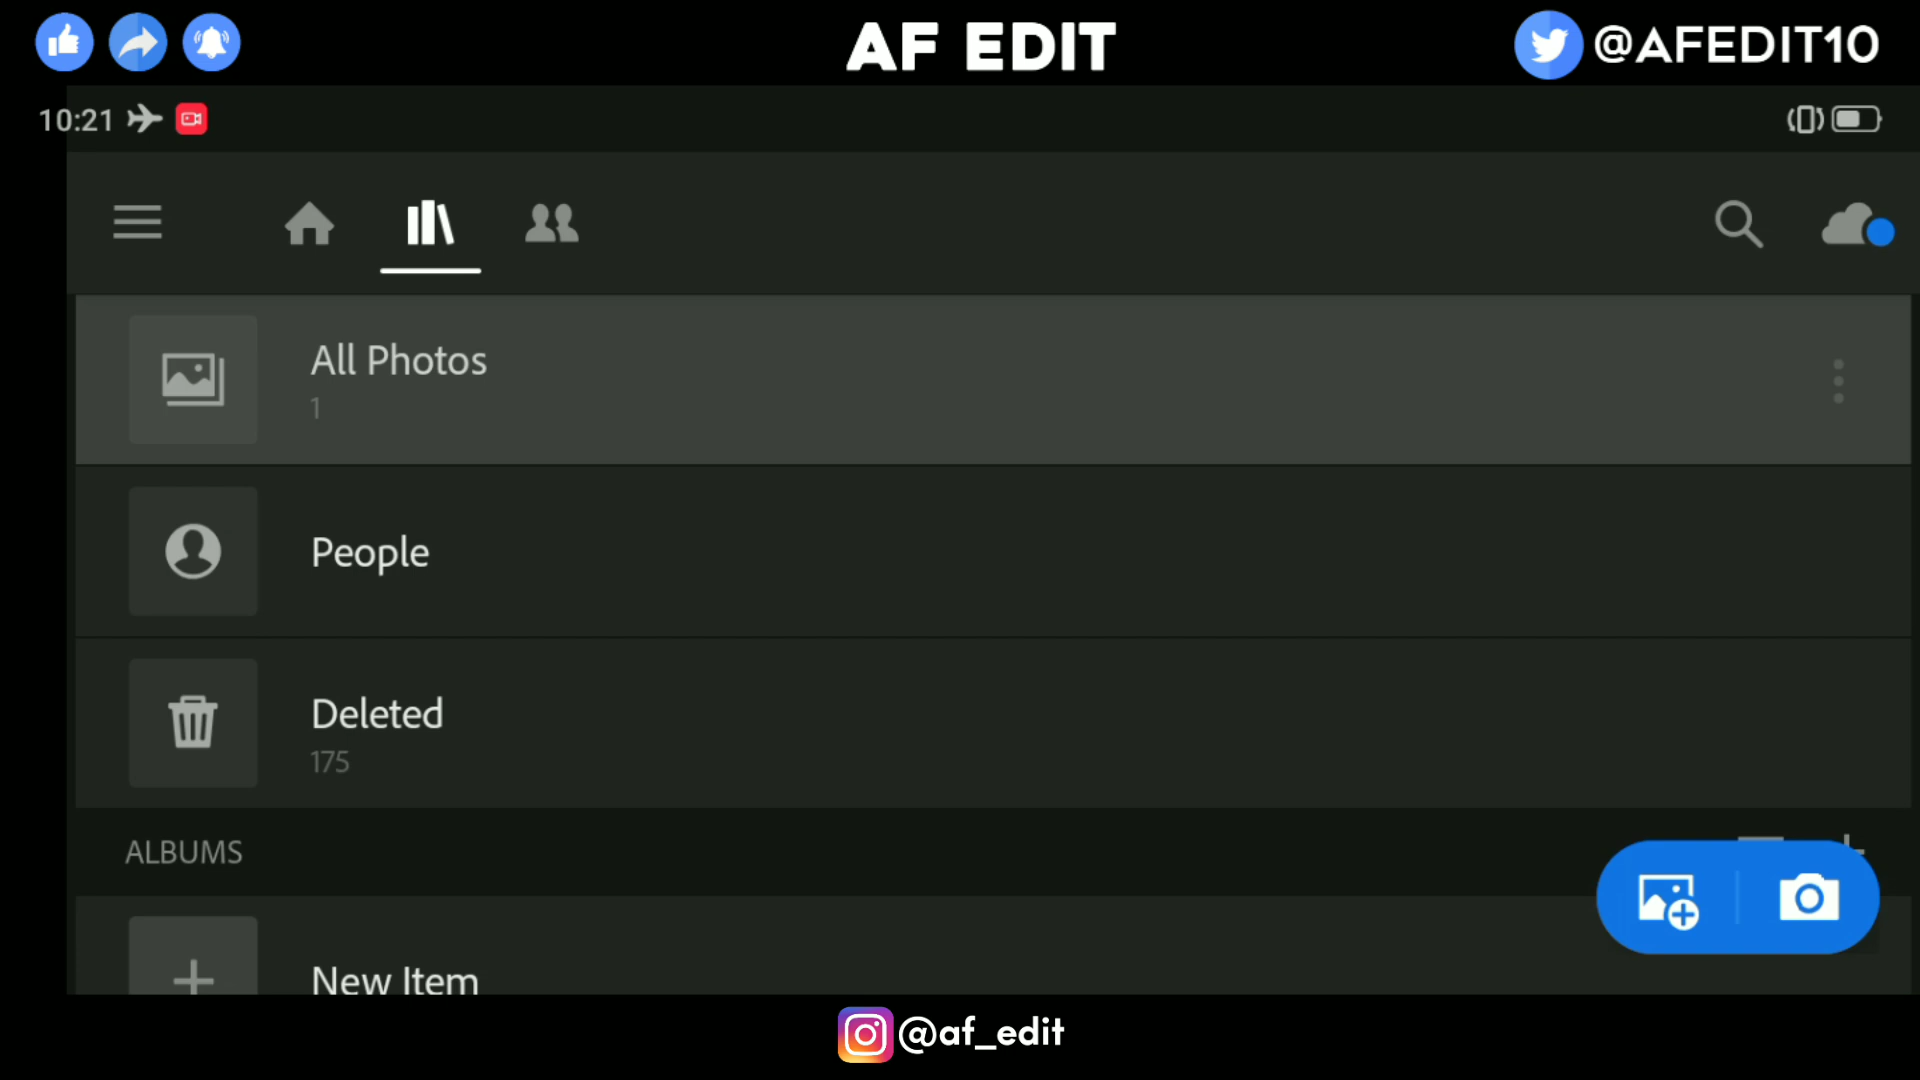 AF EDIT
@AFEDIT10
10:21
All Photos
1
People
Deleted
175
ALBUMS
New Item
@af_edit